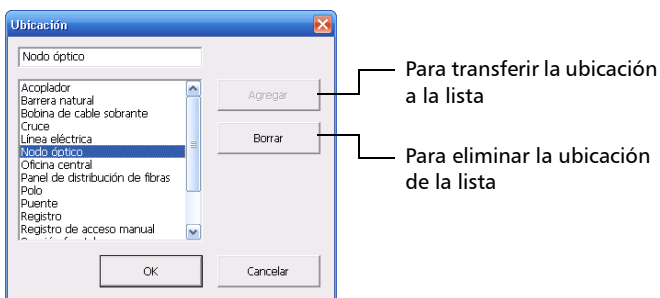 Ubicación
Nodo óptico
Acoplador
Barrera natural
Bobina de cable sobrante
Cruce
Línea eléctrica
Nodo óptico
Oficina central
Panel de distribución de fibras
Polo
Puente
Registro
Registro de acceso manual
Agregar
Borrar
OK
Cancelar
Para transferir la ubicación
a la lista
Para eliminar la ubicación
de la lista